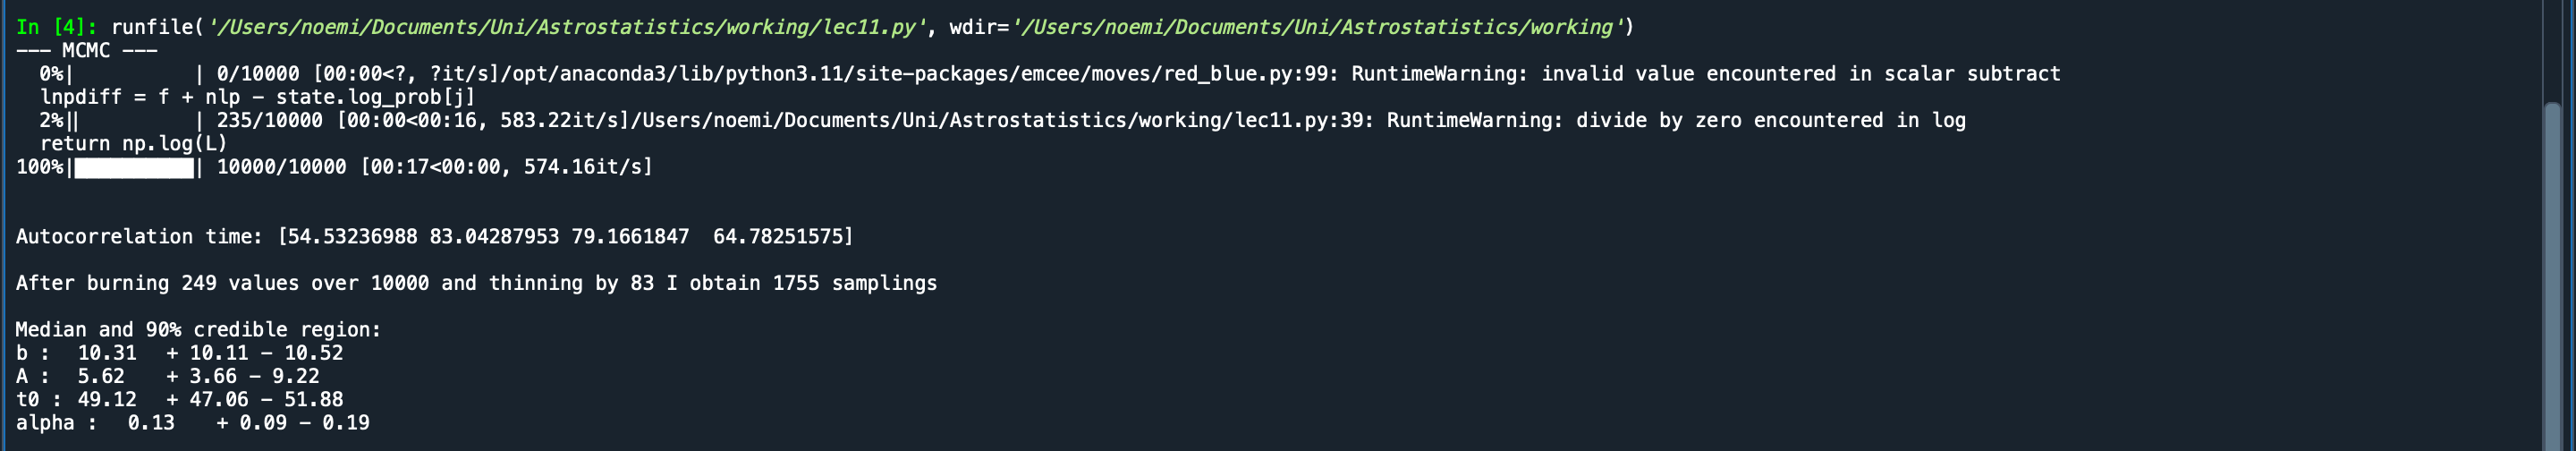 In [4]: runfile('/Users/noemi/Documents/Uni/Astrostatistics/working/lec11.py', wdir='/Users/noemi/Documents/Uni/Astrostatistics/working')
--- MCMC ---
  0%|          | 0/10000 [00:00<?, ?it/s]/opt/anaconda3/lib/python3.11/site-packages/emcee/moves/red_blue.py:99: RuntimeWarning: invalid value encountered in scalar subtract
  lnpdiff = f + nlp - state.log_prob[j]
  2%||          | 235/10000 [00:00<00:16, 583.22it/s]/Users/noemi/Documents/Uni/Astrostatistics/working/lec11.py:39: RuntimeWarning: divide by zero encountered in log
  return np.log(L)
100%|██████████| 10000/10000 [00:17<00:00, 574.16it/s]
Autocorrelation time: [54.53236988 83.04287953 79.1661847  64.78251575]
After burning 249 values over 10000 and thinning by 83 I obtain 1755 samplings
Median and 90% credible region:
b :  10.31  + 10.11 - 10.52
A :  5.62   + 3.66 - 9.22
t0 : 49.12  + 47.06 - 51.88
alpha :  0.13   + 0.09 - 0.19